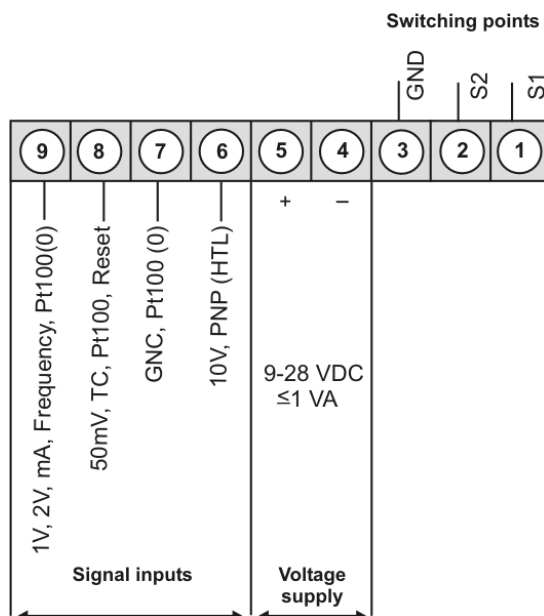 Switching points
GND
S2
S1
9 8 7 6 5 4 3 2 1
1V, 2V, mA, Frequency, Pt100(0)
50mV, TC, Pt100, Reset
GNC, Pt100 (0)
10V, PNP (HTL)
+ –
9-28 VDC
≤1 VA
Signal inputs
Voltage
supply